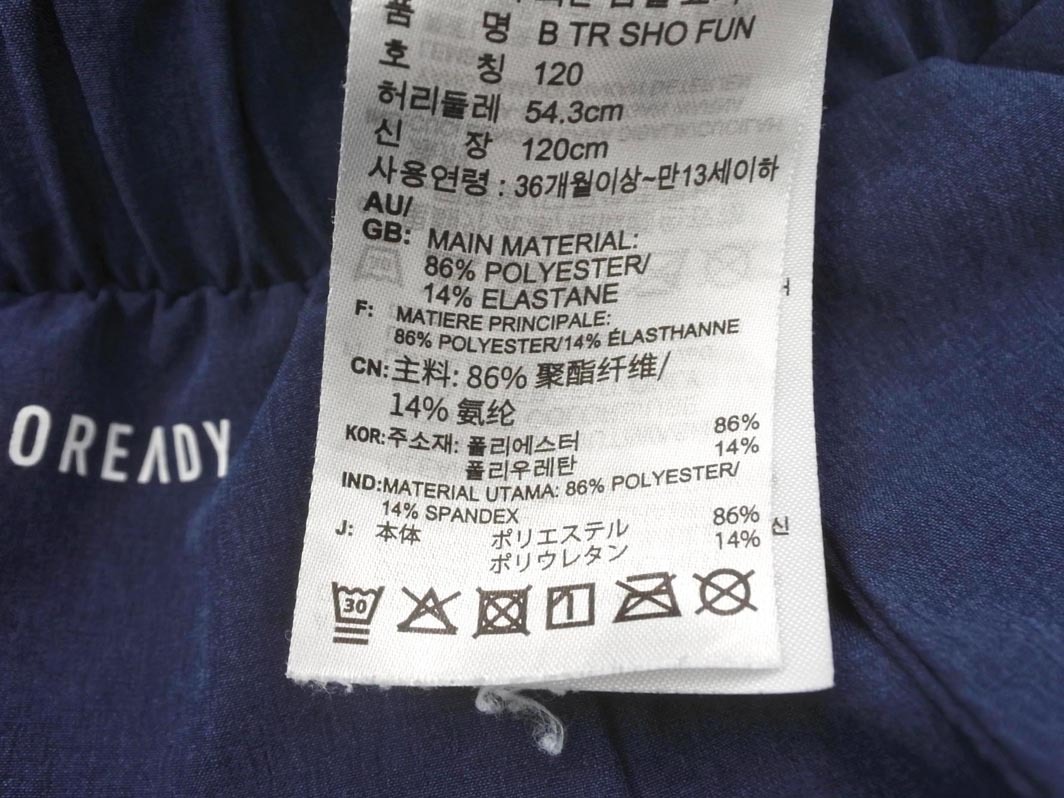 품 명 B TR SHO FUN
호 칭 120
허리둘레 54.3cm
신 장 120cm
사용연령 : 36개월이상~만13세이하
AU/
GB: MAIN MATERIAL:
86% POLYESTER/
14% ELASTANE
F: MATIERE PRINCIPALE:
86% POLYESTER/14% ÉLASTHANNE
CN: 主料: 86% 聚酯纤维/
14% 氨纶
KOR: 주소재: 폴리에스터 86%
폴리우레탄 14%
IND: MATERIAL UTAMA: 86% POLYESTER/
14% SPANDEX
J: 本体 ポリエステル 86%
ポリウレタン 14%
30
OREADY